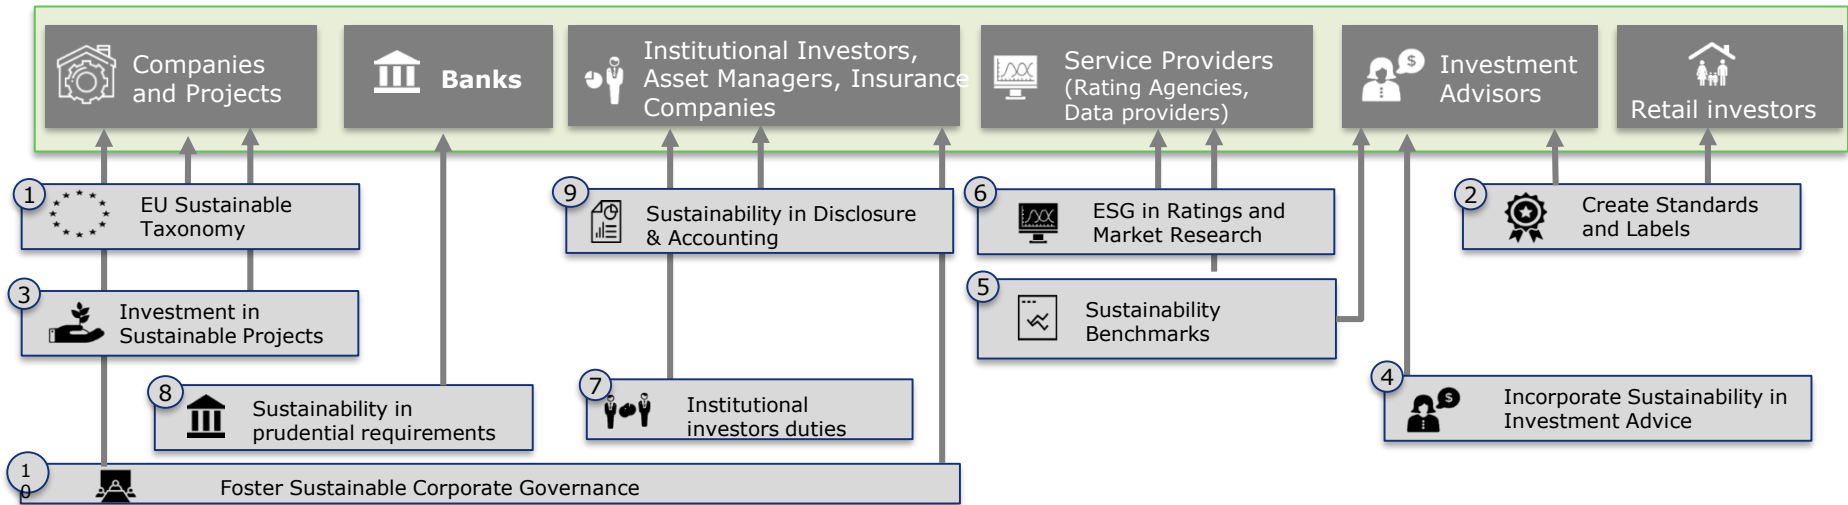 Companies
and Projects
Banks
Institutional Investors,
Asset Managers, Insurance
Companies
Service Providers
(Rating Agencies,
Data providers)
$
Investment
Advisors
Retail investors
1
EU Sustainable
Taxonomy
9
Sustainability in Disclosure
& Accounting
6
ESG in Ratings and
Market Research
2
Create Standards
and Labels
3
Investment in
Sustainable Projects
5
Sustainability
Benchmarks
8
Sustainability in
prudential requirements
7
Institutional
investors duties
4
$
Incorporate Sustainability in
Investment Advice
1
0
Foster Sustainable Corporate Governance